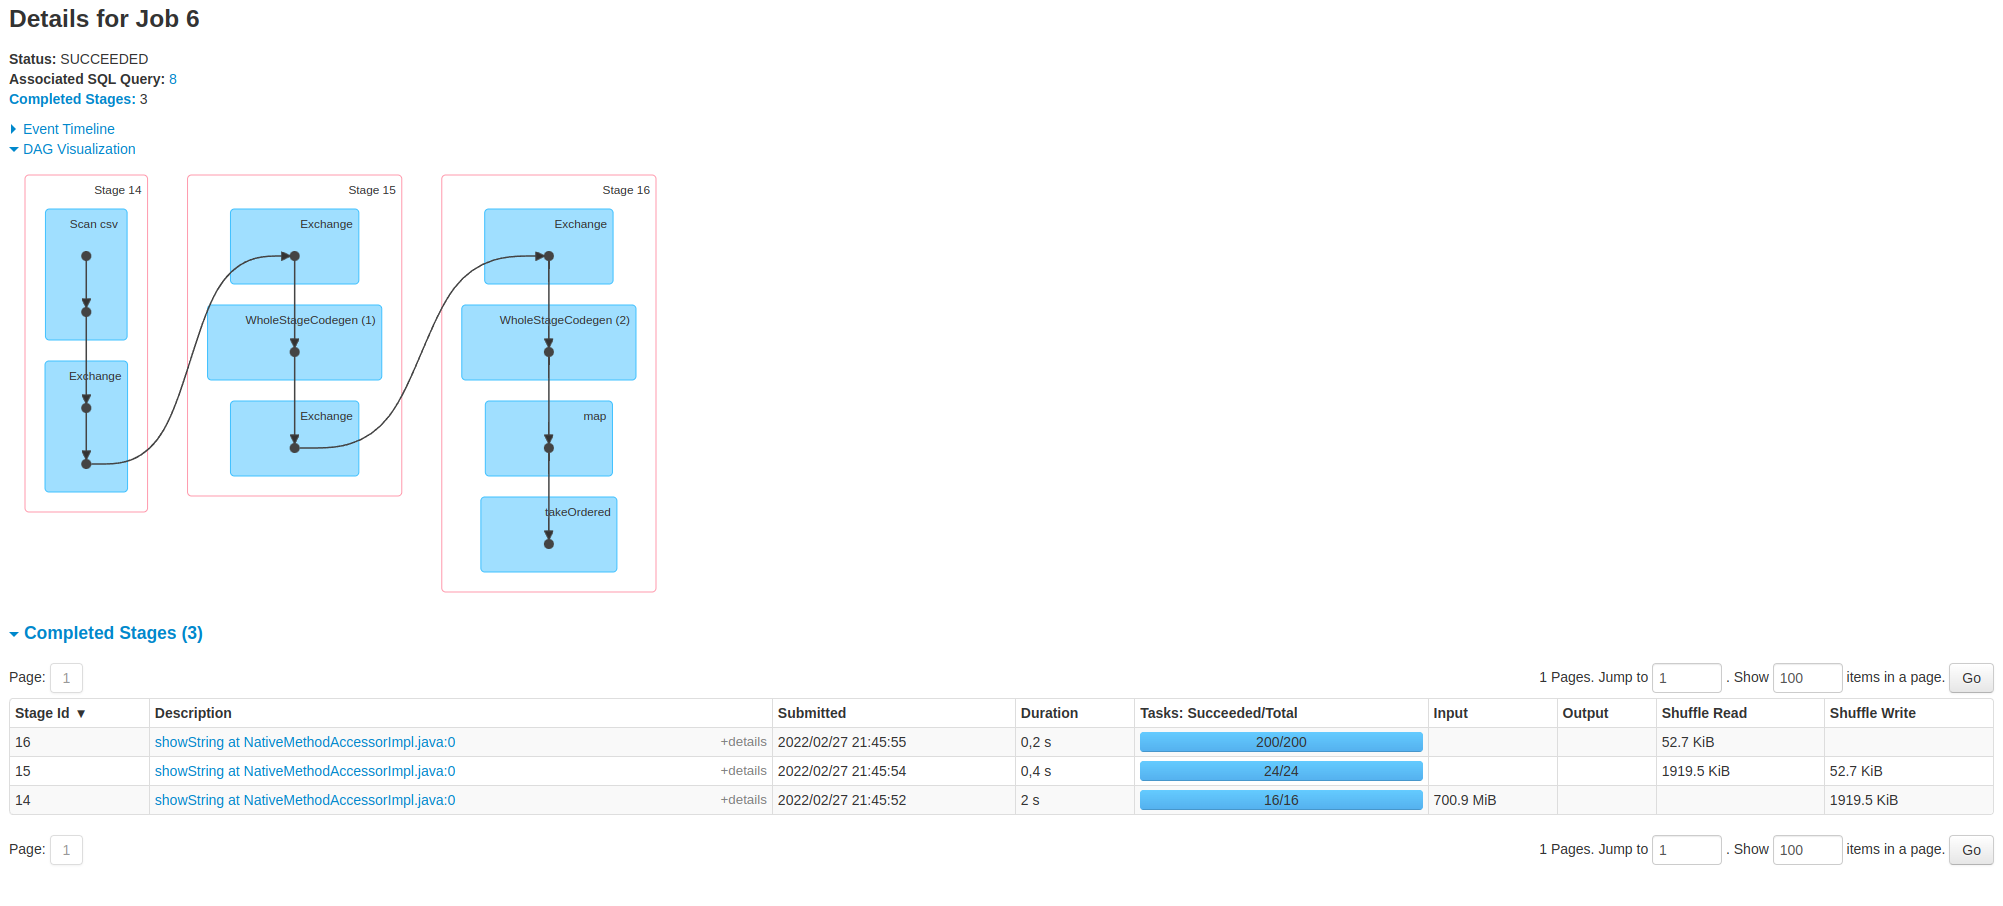 Details for Job 6
Status: SUCCEEDED
Associated SQL Query: 8
Completed Stages: 3
Event Timeline
DAG Visualization
Stage 14
Scan csv
Exchange
Stage 15
Exchange
WholeStageCodegen (1)
Exchange
Stage 16
Exchange
WholeStageCodegen (2)
map
takeOrdered
Completed Stages (3)
Page: 1 1 Pages. Jump to 1 . Show 100 items in a page. Go
Stage Id ▼ Description Submitted Duration Tasks: Succeeded/Total Input Output Shuffle Read Shuffle Write
16 showString at NativeMethodAccessorImpl.java:0 +details 2022/02/27 21:45:55 0,2 s 200/200 52.7 KiB
15 showString at NativeMethodAccessorImpl.java:0 +details 2022/02/27 21:45:54 0,4 s 24/24 1919.5 KiB 52.7 KiB
14 showString at NativeMethodAccessorImpl.java:0 +details 2022/02/27 21:45:52 2 s 16/16 700.9 MiB 1919.5 KiB
Page: 1 1 Pages. Jump to 1 . Show 100 items in a page. Go